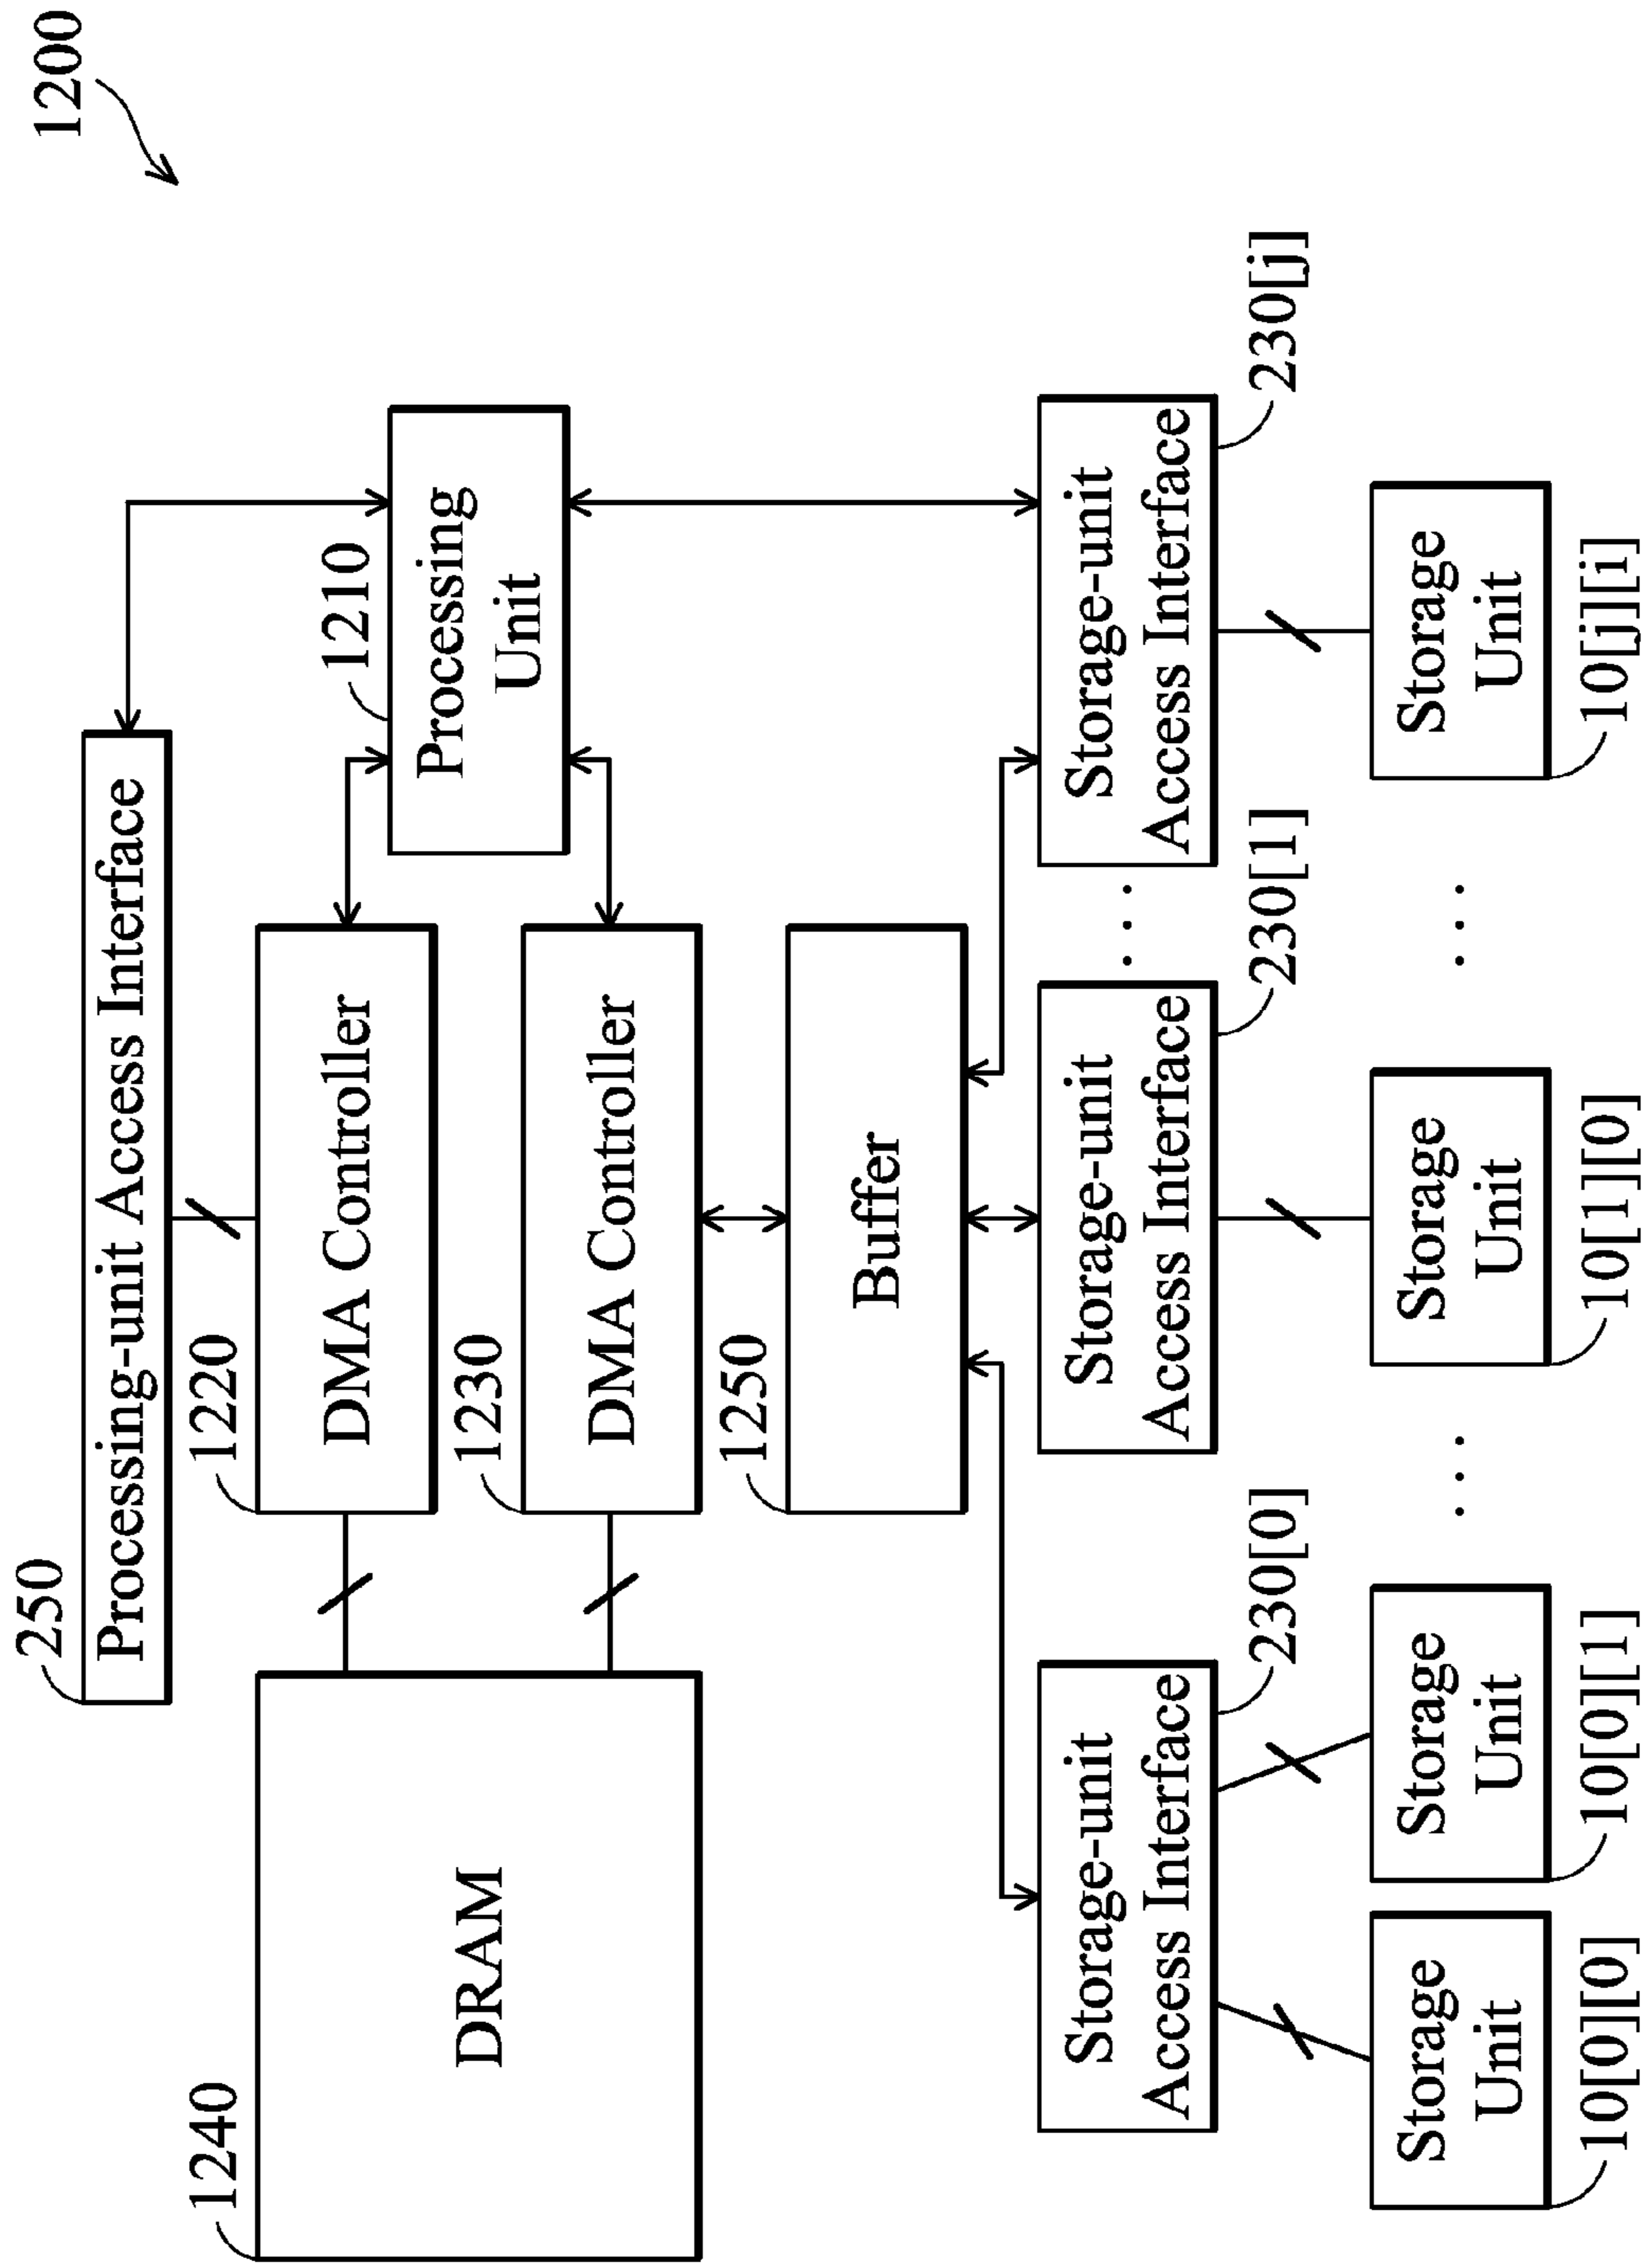 1200
250
Processing-unit Access Interface
1240
DRAM
1220
DMA Controller
1210
Processing
Unit
1230
DMA Controller
1250
Buffer
Storage-unit
Access Interface
230[0]
Storage-unit
Access Interface
230[1]
. . .
Storage-unit
Access Interface
230[j]
Storage
Unit
10[0][0]
Storage
Unit
10[0][1]
. . .
Storage
Unit
10[1][0]
. . .
Storage
Unit
10[j][i]